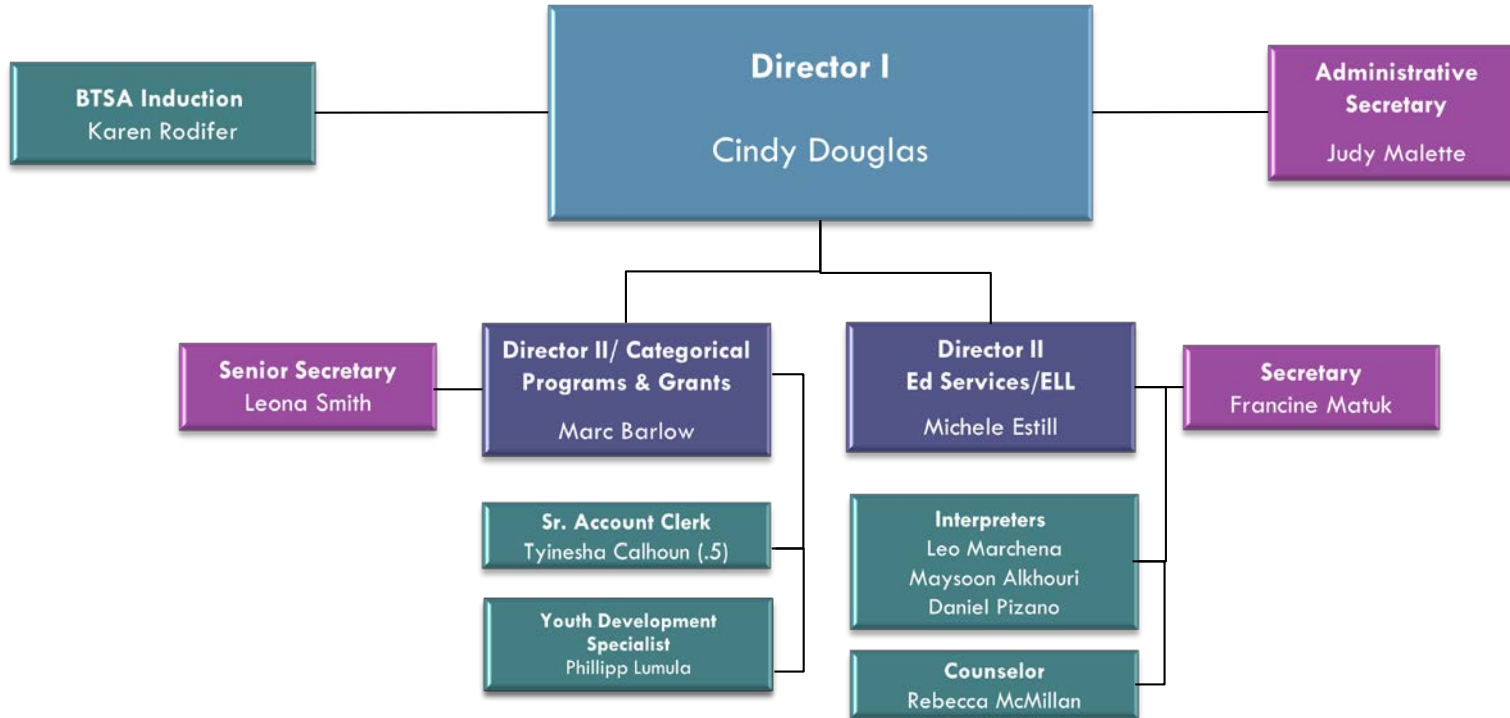 Director I
Cindy Douglas
BTSA Induction
Karen Rodifer
Administrative
Secretary
Judy Malette
Senior Secretary
Leona Smith
Director II/ Categorical
Programs & Grants
Marc Barlow
Director II
Ed Services/ELL
Michele Estill
Secretary
Francine Matuk
Sr. Account Clerk
Tyinesha Calhoun (.5)
Youth Development
Specialist
Phillipp Lumula
Interpreters
Leo Marchena
Maysoon Alkhouri
Daniel Pizano
Counselor
Rebecca McMillan